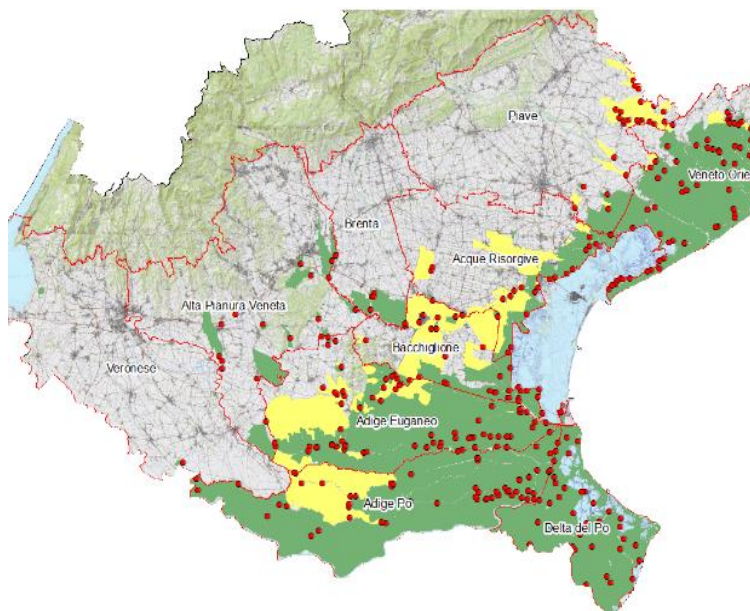 Piave
Veneto Orie
Brenta
Acque Risorgive
Alta Pianura Veneta
Bacchiglione
Veronese
Adige Euganeo
Adige Po
Delta del Po